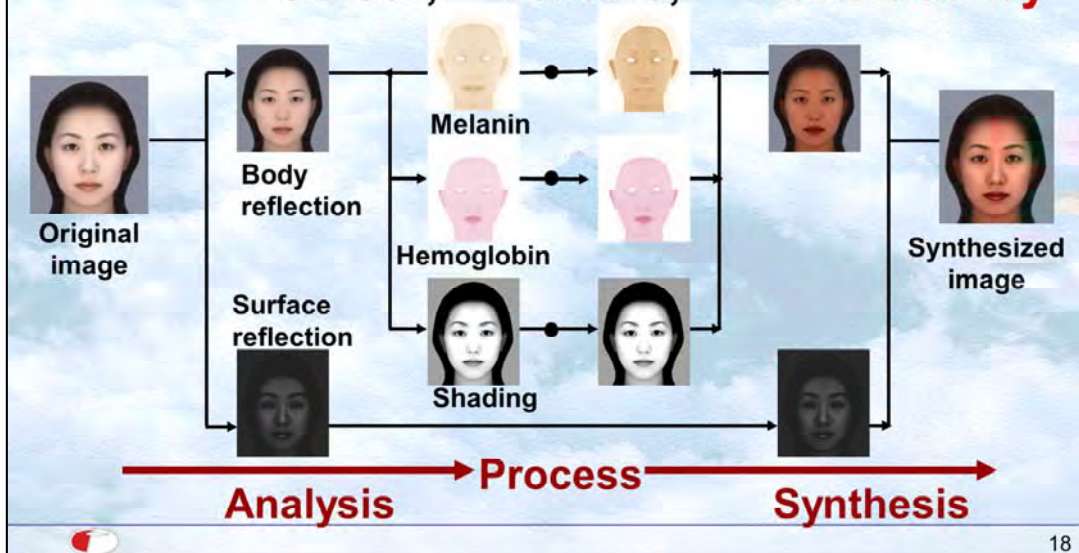 Melanin
Body
reflection
Original
image
Hemoglobin
Synthesized
image
Surface
reflection
Shading
Process
Analysis
Synthesis
18